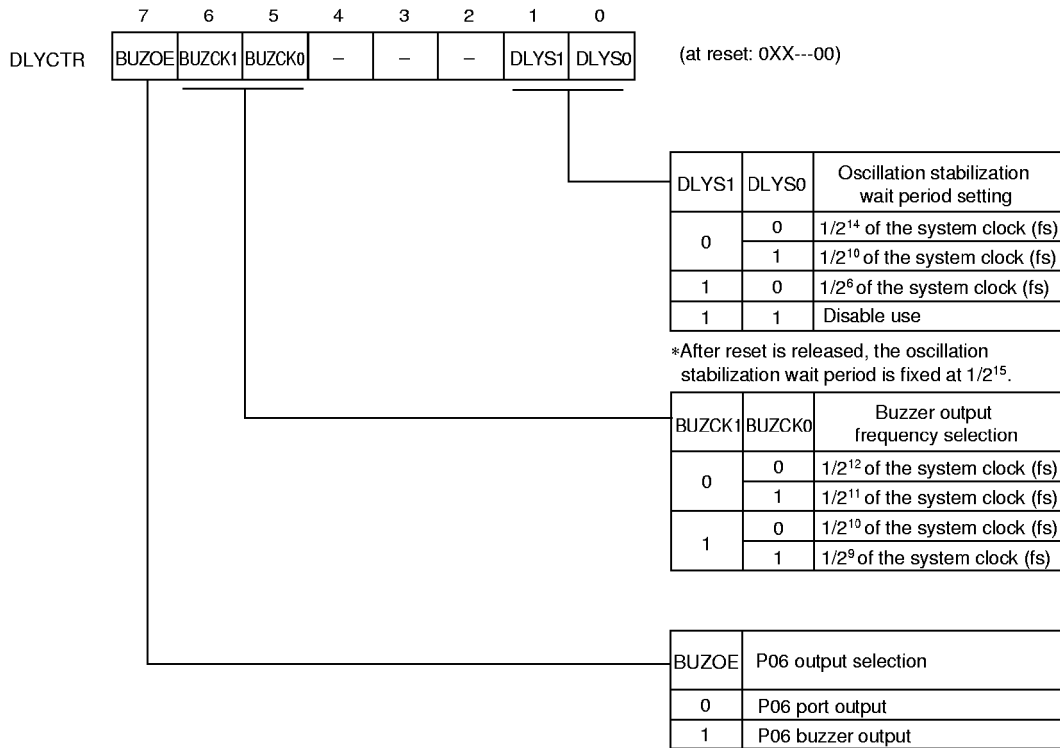 7 6 5 4 3 2 1 0
DLYCTR BUZOE BUZCK1 BUZCK0 – – – DLYS1 DLYS0 (at reset: 0XX---00)
DLYS1 DLYS0 Oscillation stabilization
wait period setting
0 0 1/2¹⁴ of the system clock (fs)
1 1/2¹⁰ of the system clock (fs)
1 0 1/2⁶ of the system clock (fs)
1 1 Disable use
*After reset is released, the oscillation
stabilization wait period is fixed at 1/2¹⁵.
BUZCK1 BUZCK0 Buzzer output
frequency selection
0 0 1/2¹² of the system clock (fs)
1 1/2¹¹ of the system clock (fs)
1 0 1/2¹⁰ of the system clock (fs)
1 1/2⁹ of the system clock (fs)
BUZOE P06 output selection
0 P06 port output
1 P06 buzzer output